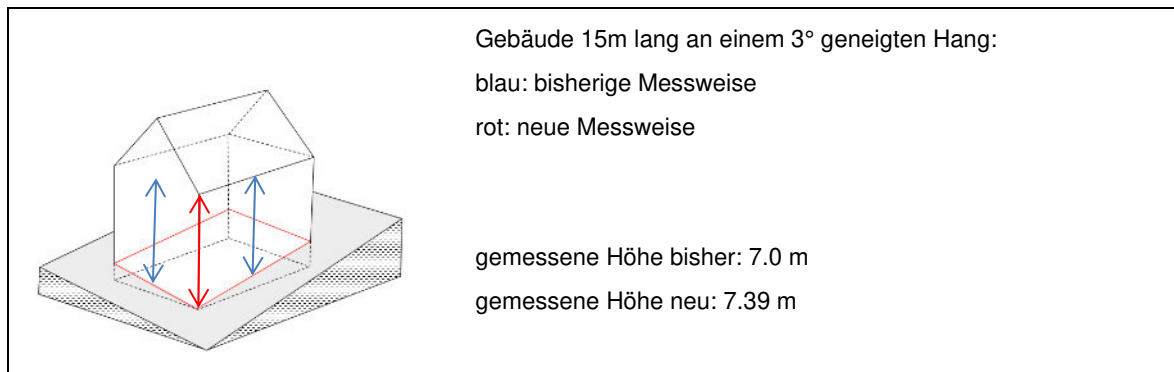 Gebäude 15m lang an einem 3° geneigten Hang:
blau: bisherige Messweise
rot: neue Messweise
gemessene Höhe bisher: 7.0 m
gemessene Höhe neu: 7.39 m